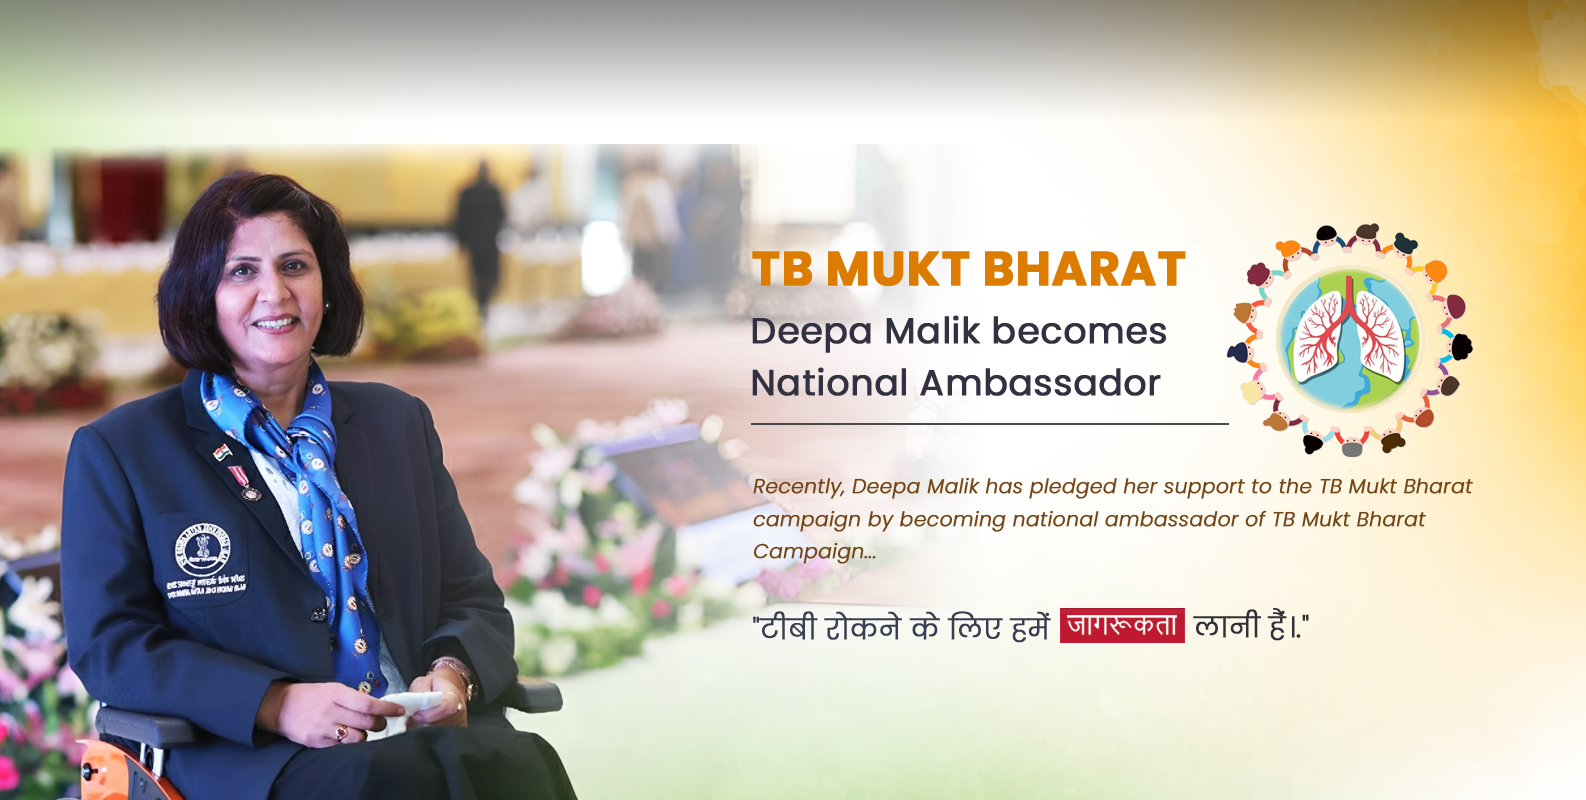 TB MUKT BHARAT
Deepa Malik becomes
National Ambassador
Recently, Deepa Malik has pledged her support to the TB Mukt Bharat
campaign by becoming national ambassador of TB Mukt Bharat
Campaign...
"टीबी रोकने के लिए हमें जागरूकता लानी हैं।."